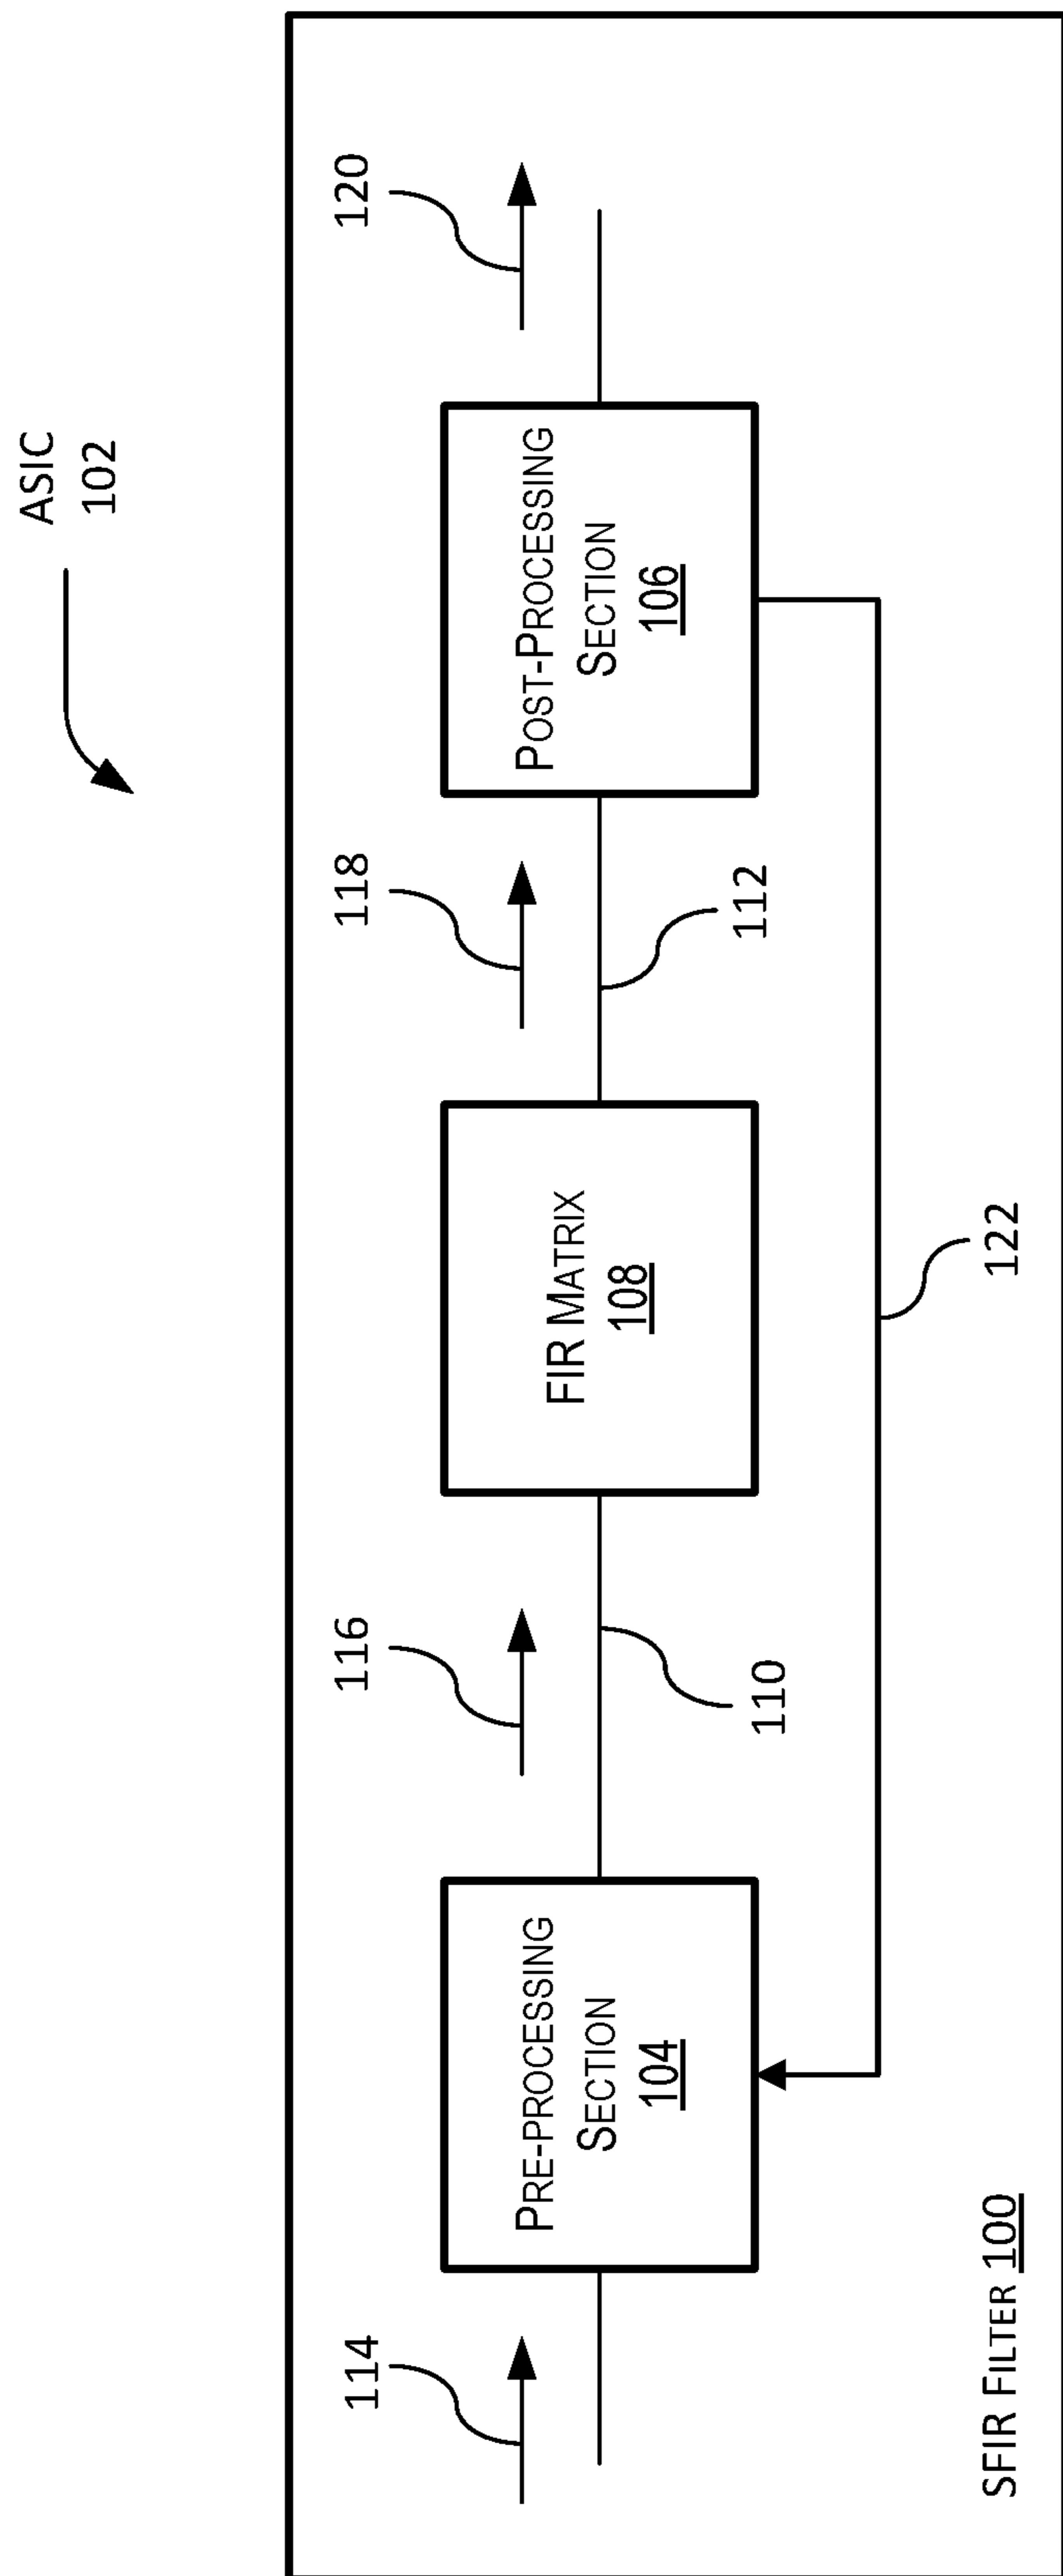 ASIC
102
114
116
118
120
PRE-PROCESSING
SECTION
104
FIR MATRIX
108
POST-PROCESSING
SECTION
106
110
112
122
SFIR FILTER 100